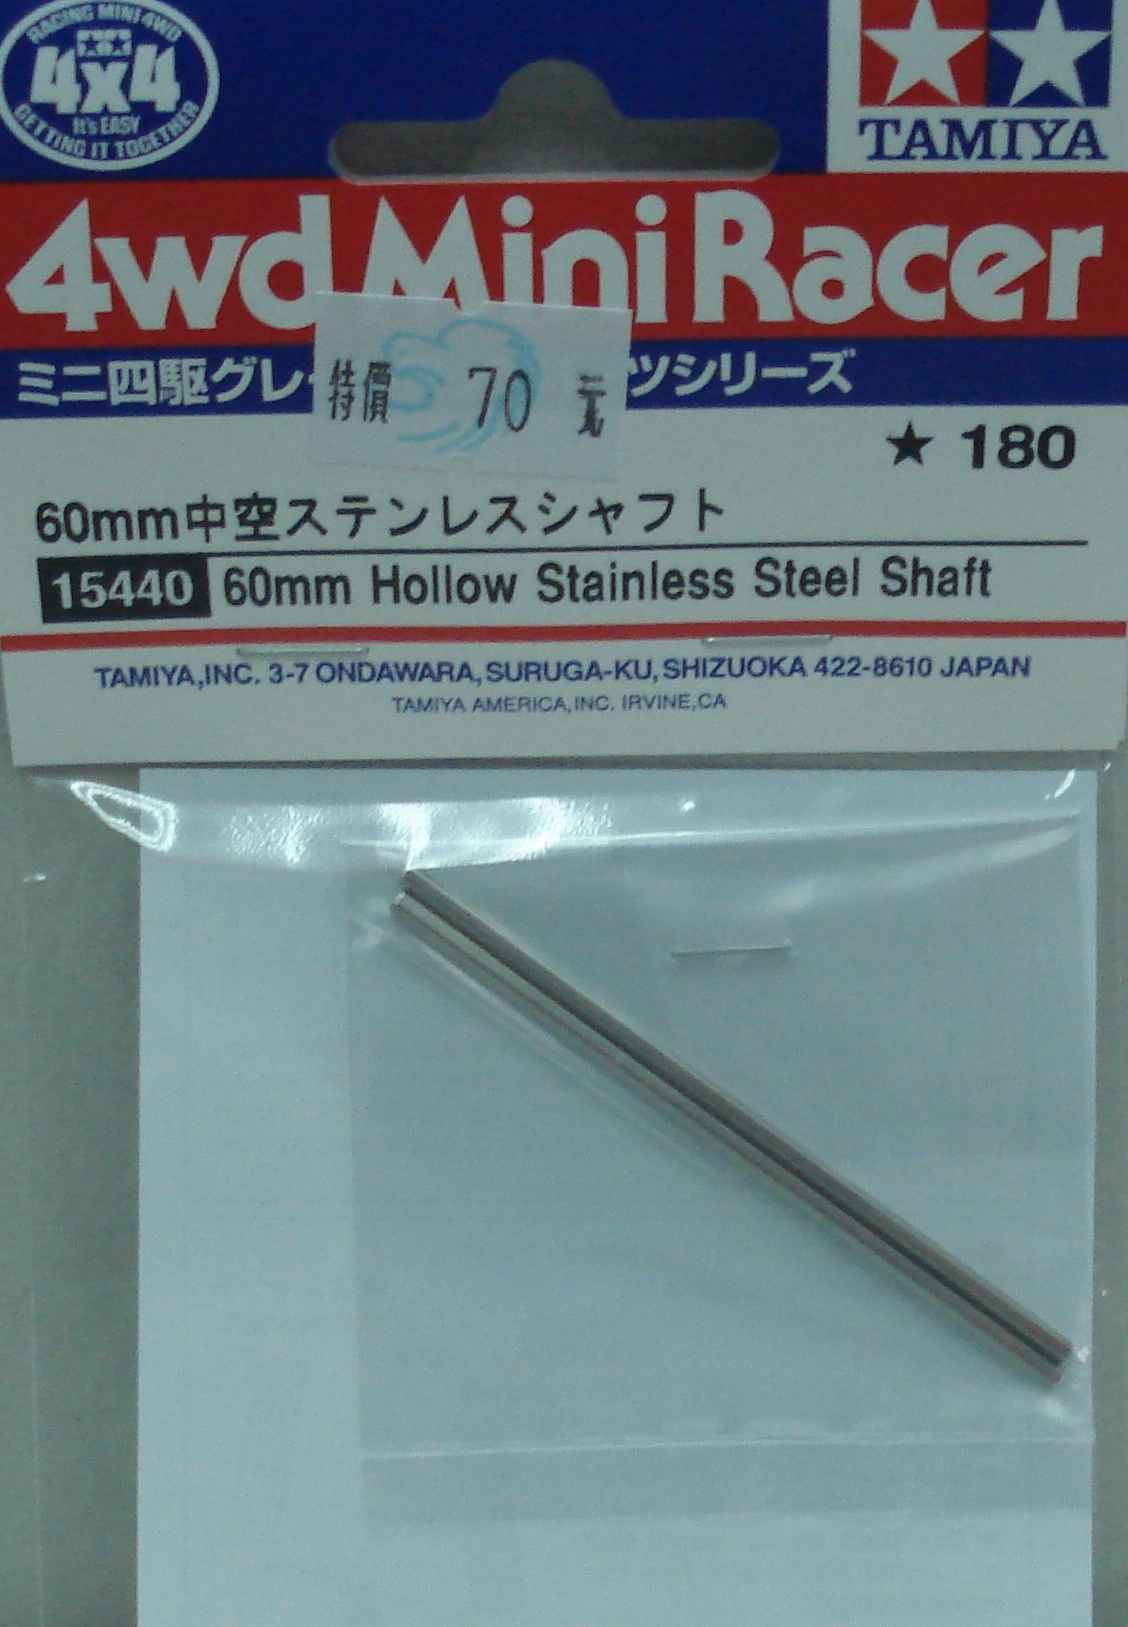 RACING MINI 4WD
4x4
It's EASY
GETTING IT TOGETHER
TAMIYA
4wd Mini Racer
ミニ四駆グレ
ツシリーズ
特價 70 元
★ 180
60mm中空ステンレスシャフト
15440 60mm Hollow Stainless Steel Shaft
TAMIYA,INC. 3-7 ONDAWARA, SURUGA-KU, SHIZUOKA 422-8610 JAPAN
TAMIYA AMERICA, INC. IRVINE, CA